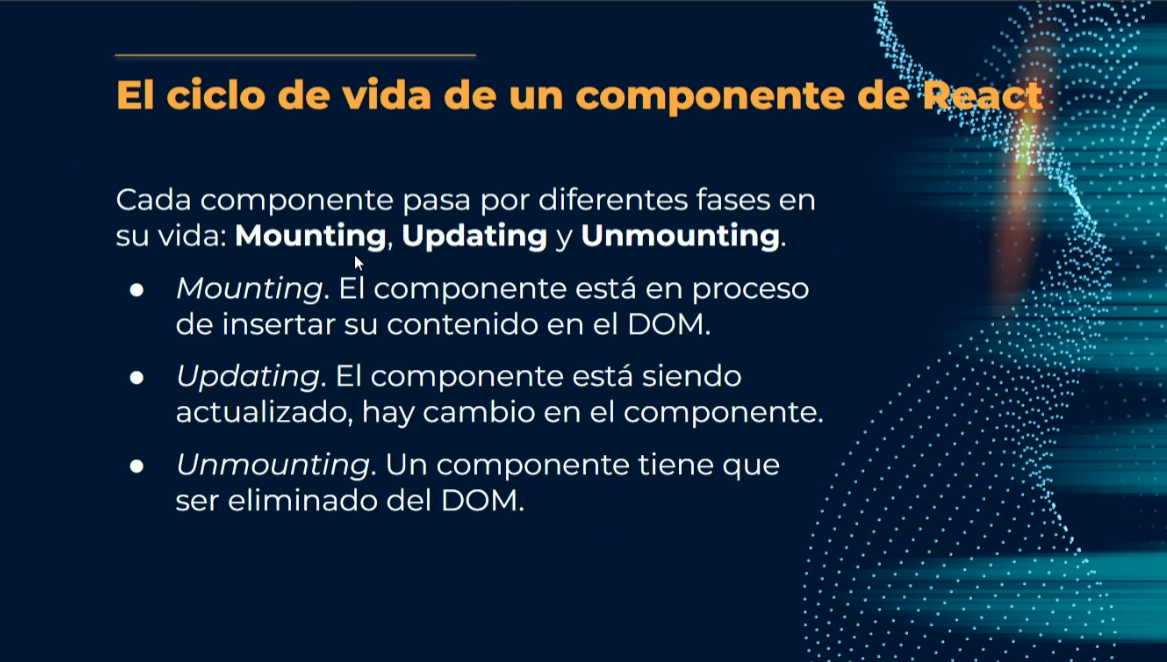 El ciclo de vida de un componente de React
Cada componente pasa por diferentes fases en
su vida: Mounting, Updating y Unmounting.
● Mounting. El componente está en proceso
de insertar su contenido en el DOM.
● Updating. El componente está siendo
actualizado, hay cambio en el componente.
● Unmounting. Un componente tiene que
ser eliminado del DOM.